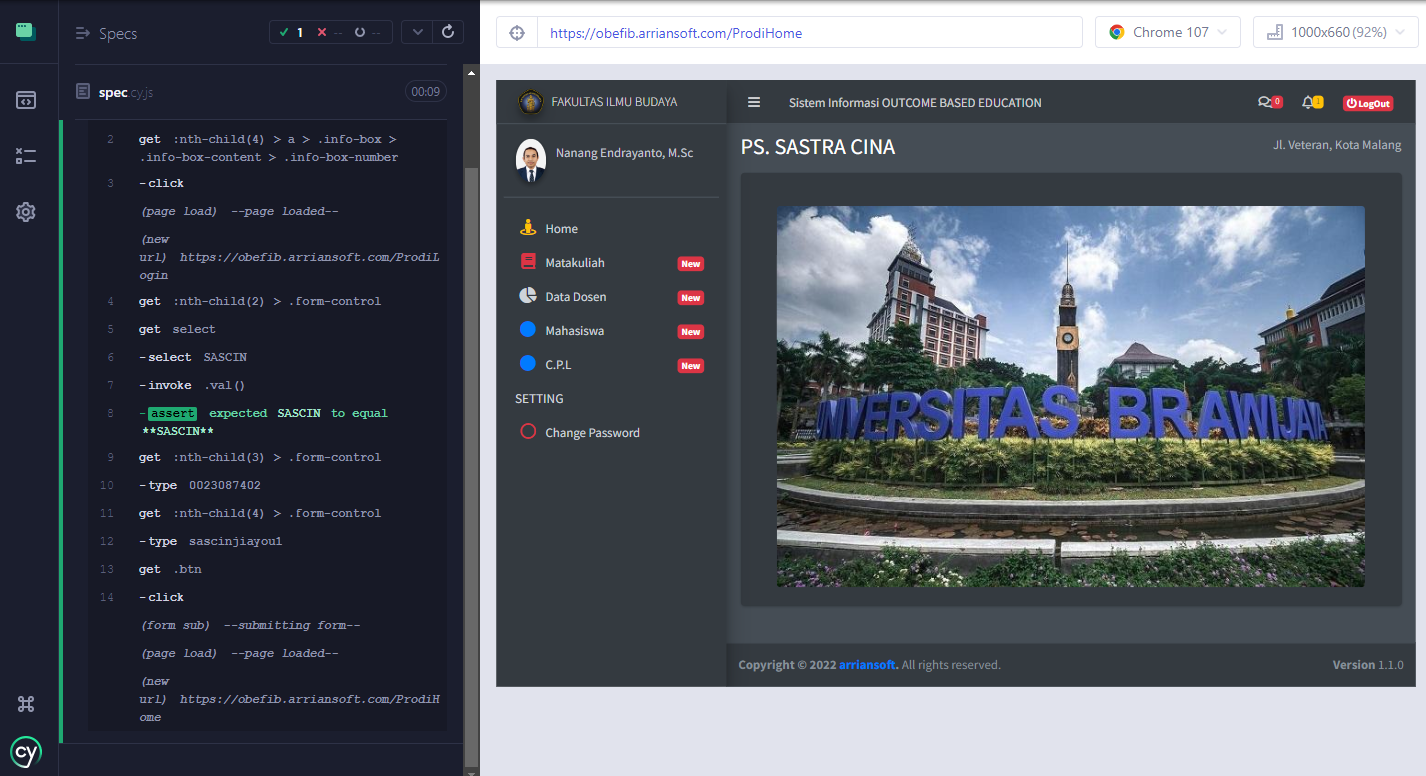 Specs
1
--
--
spec.cy.js
00:09
2 get :nth-child(4) > a > .info-box >
.info-box-content > .info-box-number
3 -click
(page load) --page loaded--
(new
url) https://obefib.arriansoft.com/ProdiL
ogin
4 get :nth-child(2) > .form-control
5 get select
6 -select SASCIN
7 -invoke .val()
8 -assert expected SASCIN to equal
**SASCIN**
9 get :nth-child(3) > .form-control
10 -type 0023087402
11 get :nth-child(4) > .form-control
12 -type sascinjiayou1
13 get .btn
14 -click
(form sub) --submitting form--
(page load) --page loaded--
(new
url) https://obefib.arriansoft.com/ProdiH
ome
cy
https://obefib.arriansoft.com/ProdiHome
Chrome 107
1000x660 (92%)
FAKULTAS ILMU BUDAYA
Sistem Informasi OUTCOME BASED EDUCATION
0
1
LogOut
Nanang Endrayanto, M.Sc
Home
Matakuliah New
Data Dosen New
Mahasiswa New
C.P.L New
SETTING
Change Password
PS. SASTRA CINA
Jl. Veteran, Kota Malang
UNIVERSITAS BRAWIJAYA
Copyright © 2022 arriansoft. All rights reserved.
Version 1.1.0